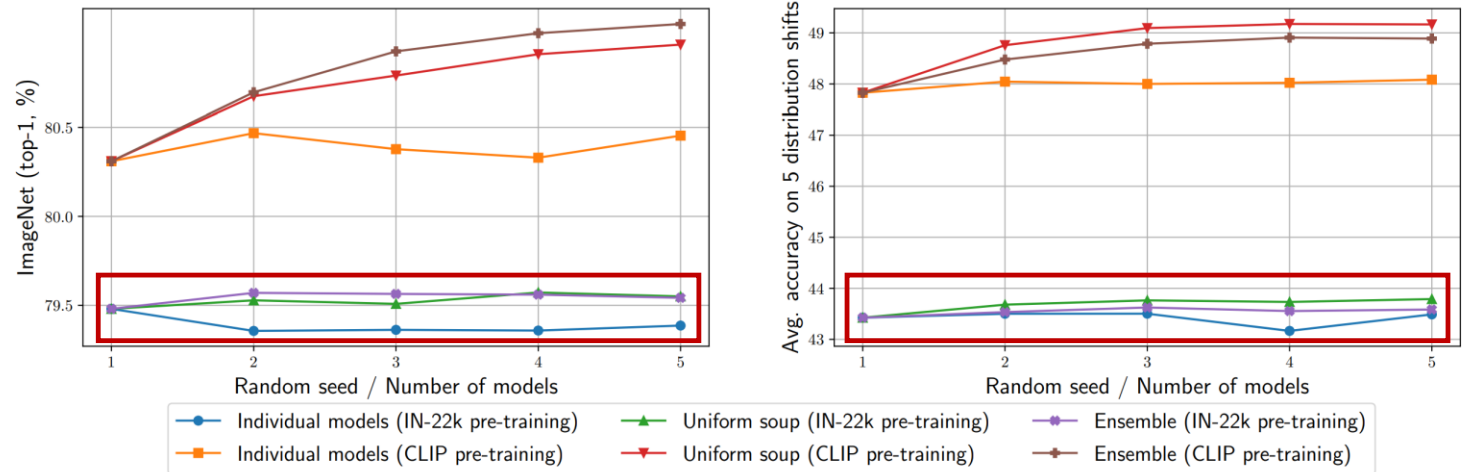 ImageNet (top-1, %)
80.5
80.0
79.5
1 2 3 4 5
Random seed / Number of models
Avg. accuracy on 5 distribution shifts
49
48
47
46
45
44
43
1 2 3 4 5
Random seed / Number of models
Individual models (IN-22k pre-training) Uniform soup (IN-22k pre-training) Ensemble (IN-22k pre-training)
Individual models (CLIP pre-training) Uniform soup (CLIP pre-training) Ensemble (CLIP pre-training)